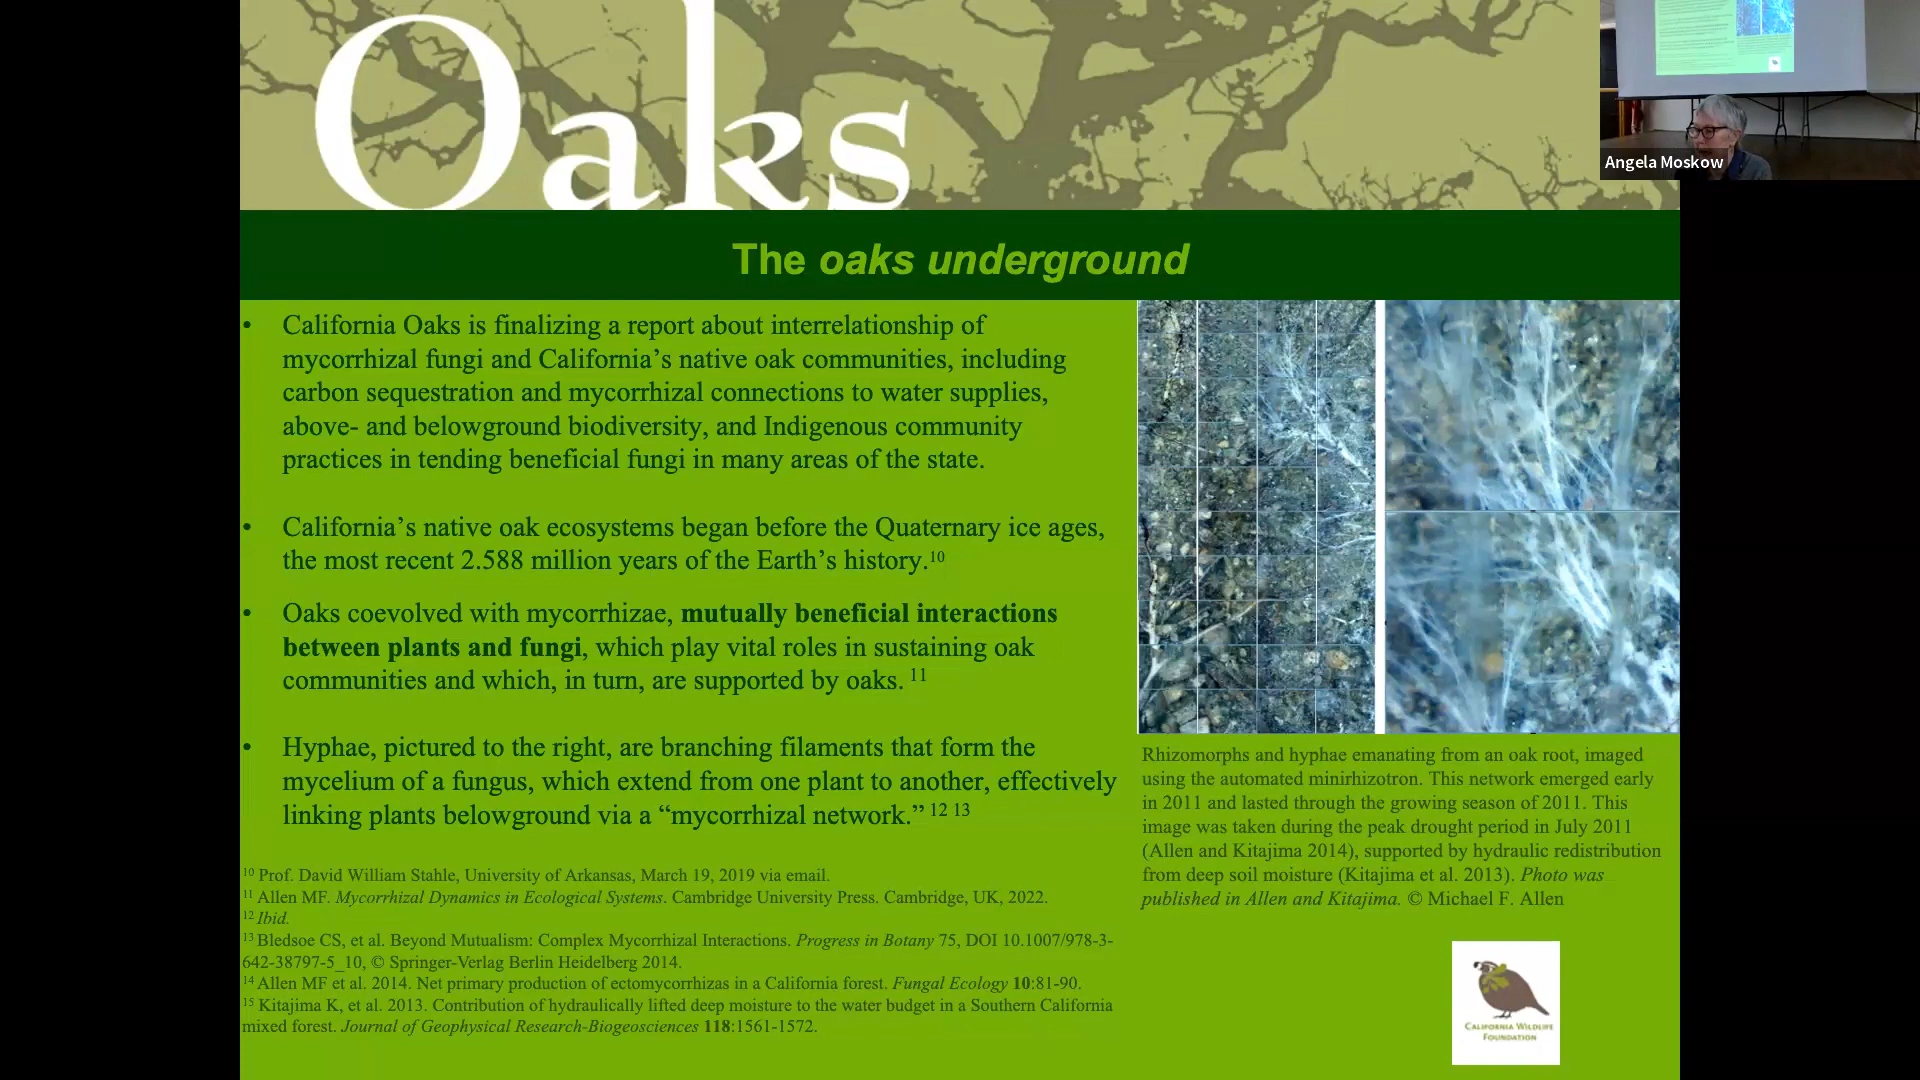 Oaks
Angela Moskow
The oaks underground
• California Oaks is finalizing a report about interrelationship of
mycorrhizal fungi and California’s native oak communities, including
carbon sequestration and mycorrhizal connections to water supplies,
above- and belowground biodiversity, and Indigenous community
practices in tending beneficial fungi in many areas of the state.
• California’s native oak ecosystems began before the Quaternary ice ages,
the most recent 2.588 million years of the Earth’s history.10
• Oaks coevolved with mycorrhizae, mutually beneficial interactions
between plants and fungi, which play vital roles in sustaining oak
communities and which, in turn, are supported by oaks. 11
• Hyphae, pictured to the right, are branching filaments that form the
mycelium of a fungus, which extend from one plant to another, effectively
linking plants belowground via a “mycorrhizal network.” 12 13
10 Prof. David William Stahle, University of Arkansas, March 19, 2019 via email.
11 Allen MF. Mycorrhizal Dynamics in Ecological Systems. Cambridge University Press. Cambridge, UK, 2022.
12 Ibid.
13 Bledsoe CS, et al. Beyond Mutualism: Complex Mycorrhizal Interactions. Progress in Botany 75, DOI 10.1007/978-3-
642-38797-5_10, © Springer-Verlag Berlin Heidelberg 2014.
14 Allen MF et al. 2014. Net primary production of ectomycorrhizas in a California forest. Fungal Ecology 10:81-90.
15 Kitajima K, et al. 2013. Contribution of hydraulically lifted deep moisture to the water budget in a Southern California
mixed forest. Journal of Geophysical Research-Biogeosciences 118:1561-1572.
Rhizomorphs and hyphae emanating from an oak root, imaged
using the automated minirhizotron. This network emerged early
in 2011 and lasted through the growing season of 2011. This
image was taken during the peak drought period in July 2011
(Allen and Kitajima 2014), supported by hydraulic redistribution
from deep soil moisture (Kitajima et al. 2013). Photo was
published in Allen and Kitajima. © Michael F. Allen
CALIFORNIA WILDLIFE
FOUNDATION